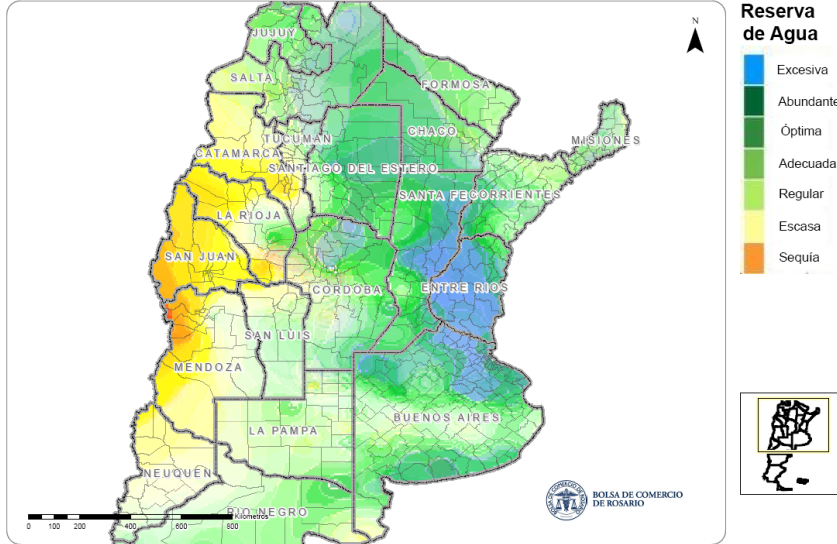 Reserva
de Agua
N
Excesiva
Abundante
Óptima
Adecuada
Regular
Escasa
Sequía
JUJUY
SALTA
FORMOSA
TUCUMAN
CHACO
MISIONES
CATAMARCA
SANTIAGO DEL ESTERO
SANTA FE
CORRIENTES
LA RIOJA
SAN JUAN
CORDOBA
ENTRE RIOS
SAN LUIS
MENDOZA
BUENOS AIRES
LA PAMPA
NEUQUEN
RIO NEGRO
0 100 200 400 600 800
Kilometros
BOLSA DE COMERCIO
DE ROSARIO